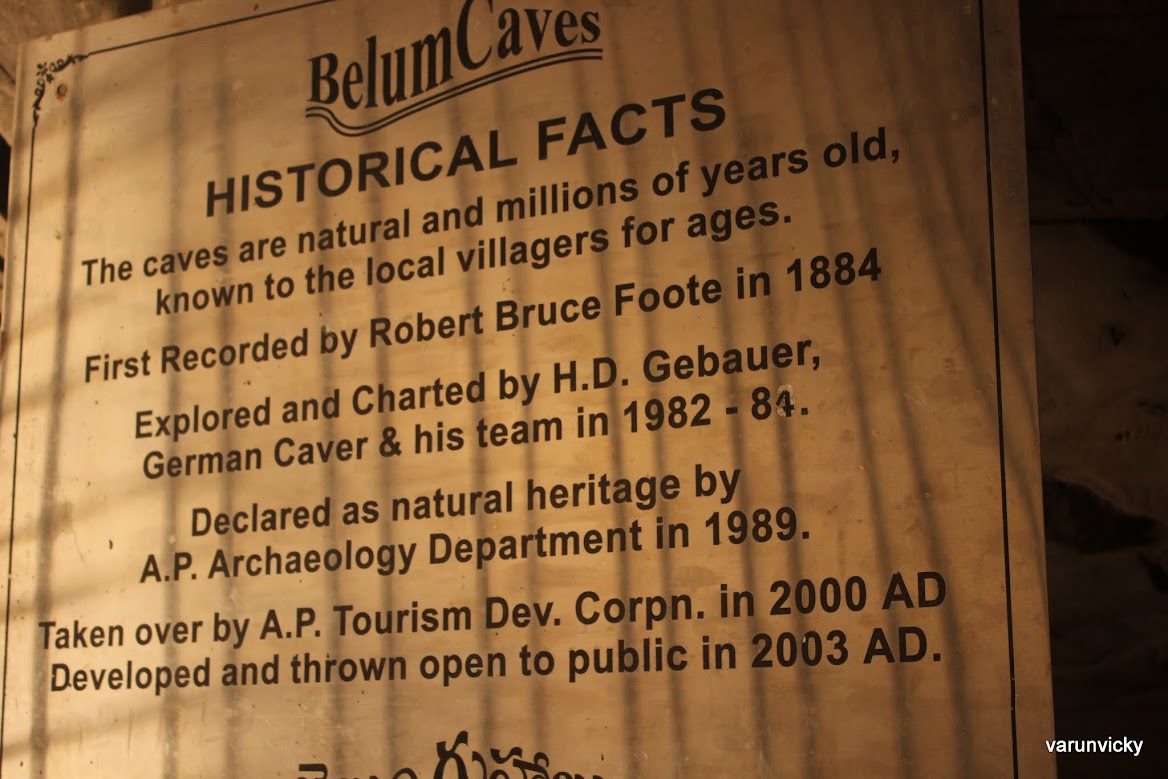 Belum Caves
HISTORICAL FACTS
The caves are natural and millions of years old,
known to the local villagers for ages.
First Recorded by Robert Bruce Foote in 1884
Explored and Charted by H.D. Gebauer,
German Caver & his team in 1982 - 84.
Declared as natural heritage by
A.P. Archaeology Department in 1989.
Taken over by A.P. Tourism Dev. Corpn. in 2000 AD
Developed and thrown open to public in 2003 AD.
varunvicky